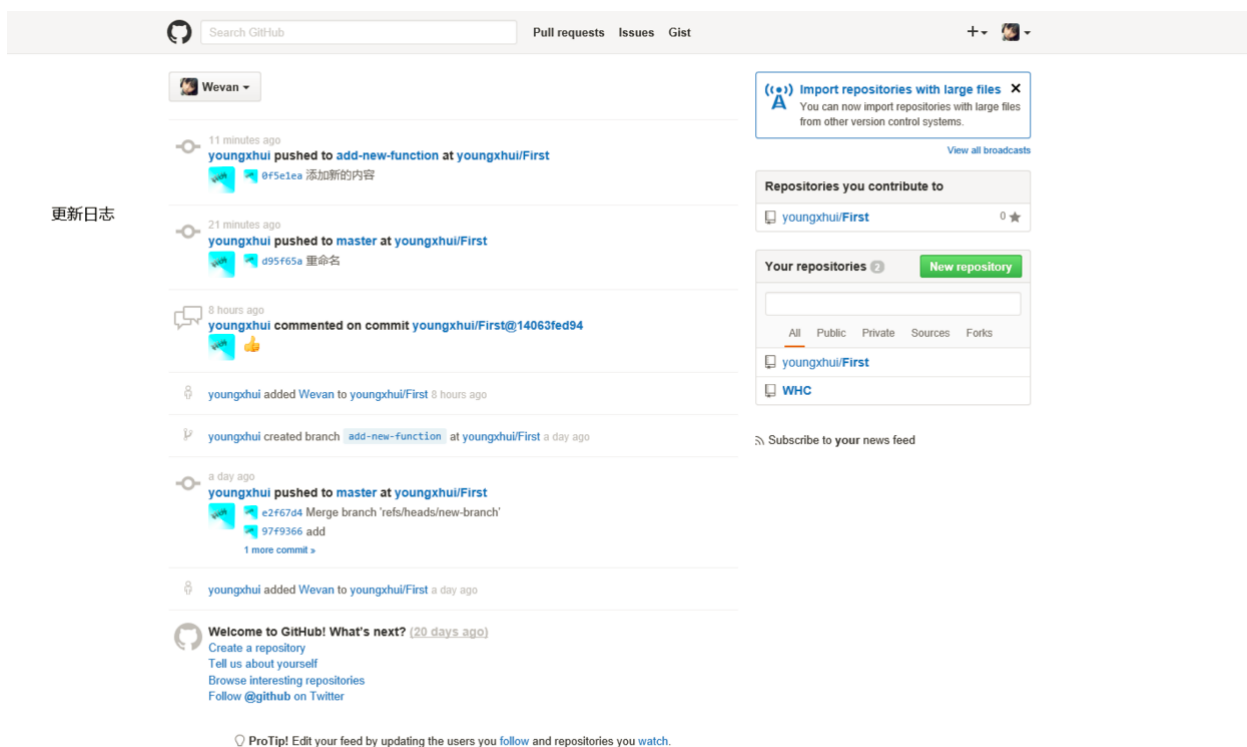 Search GitHub
Pull requests Issues Gist
Wevan
11 minutes ago
youngxhui pushed to add-new-function at youngxhui/First
0f5e1ea 添加新的内容
更新日志
21 minutes ago
youngxhui pushed to master at youngxhui/First
d95f65a 重命名
8 hours ago
youngxhui commented on commit youngxhui/First@14063fed94
youngxhui added Wevan to youngxhui/First 8 hours ago
youngxhui created branch add-new-function at youngxhui/First a day ago
a day ago
youngxhui pushed to master at youngxhui/First
e2f67d4 Merge branch 'refs/heads/new-branch'
97f9366 add
1 more commit »
youngxhui added Wevan to youngxhui/First a day ago
Welcome to GitHub! What's next? (20 days ago)
Create a repository
Tell us about yourself
Browse interesting repositories
Follow @github on Twitter
ProTip! Edit your feed by updating the users you follow and repositories you watch.
Import repositories with large files
You can now import repositories with large files
from other version control systems.
View all broadcasts
Repositories you contribute to
youngxhui/First 0
Your repositories 2 New repository
All Public Private Sources Forks
youngxhui/First
WHC
Subscribe to your news feed